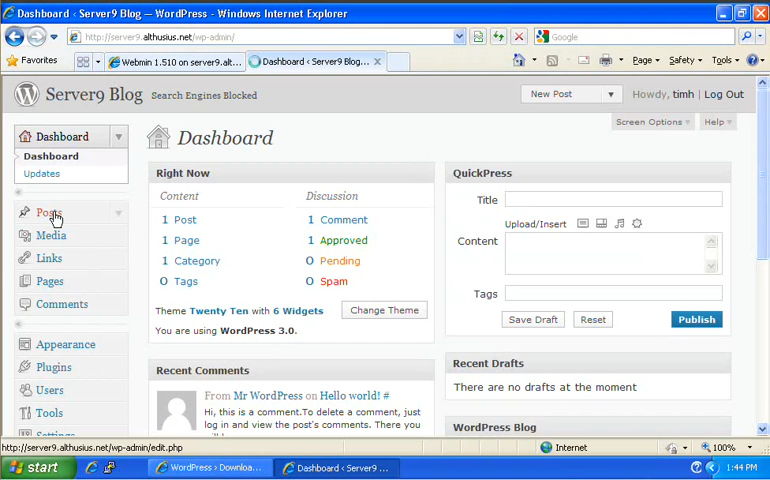 Dashboard ‹ Server9 Blog — WordPress - Windows Internet Explorer
http://server9.althusius.net/wp-admin/
Google
Favorites
Webmin 1.510 on server9.alt...
Dashboard ‹ Server9 Blog...
Page
Safety
Tools
Server9 Blog
Search Engines Blocked
New Post
Howdy, timh | Log Out
Screen Options
Help
Dashboard
Dashboard
Updates
Posts
Media
Links
Pages
Comments
Appearance
Plugins
Users
Tools
Settings
Dashboard
Right Now
Content
Discussion
1 Post
1 Comment
1 Page
1 Approved
1 Category
0 Pending
0 Tags
0 Spam
Theme Twenty Ten with 6 Widgets
Change Theme
You are using WordPress 3.0.
Recent Comments
From Mr WordPress on Hello world! #
Hi, this is a comment.To delete a comment, just
log in and view the post's comments. There you
QuickPress
Title
Upload/Insert
Content
Tags
Save Draft
Reset
Publish
Recent Drafts
There are no drafts at the moment
WordPress Blog
http://server9.althusius.net/wp-admin/edit.php
Internet
100%
start
WordPress › Downloa...
Dashboard ‹ Server9 ...
1:44 PM